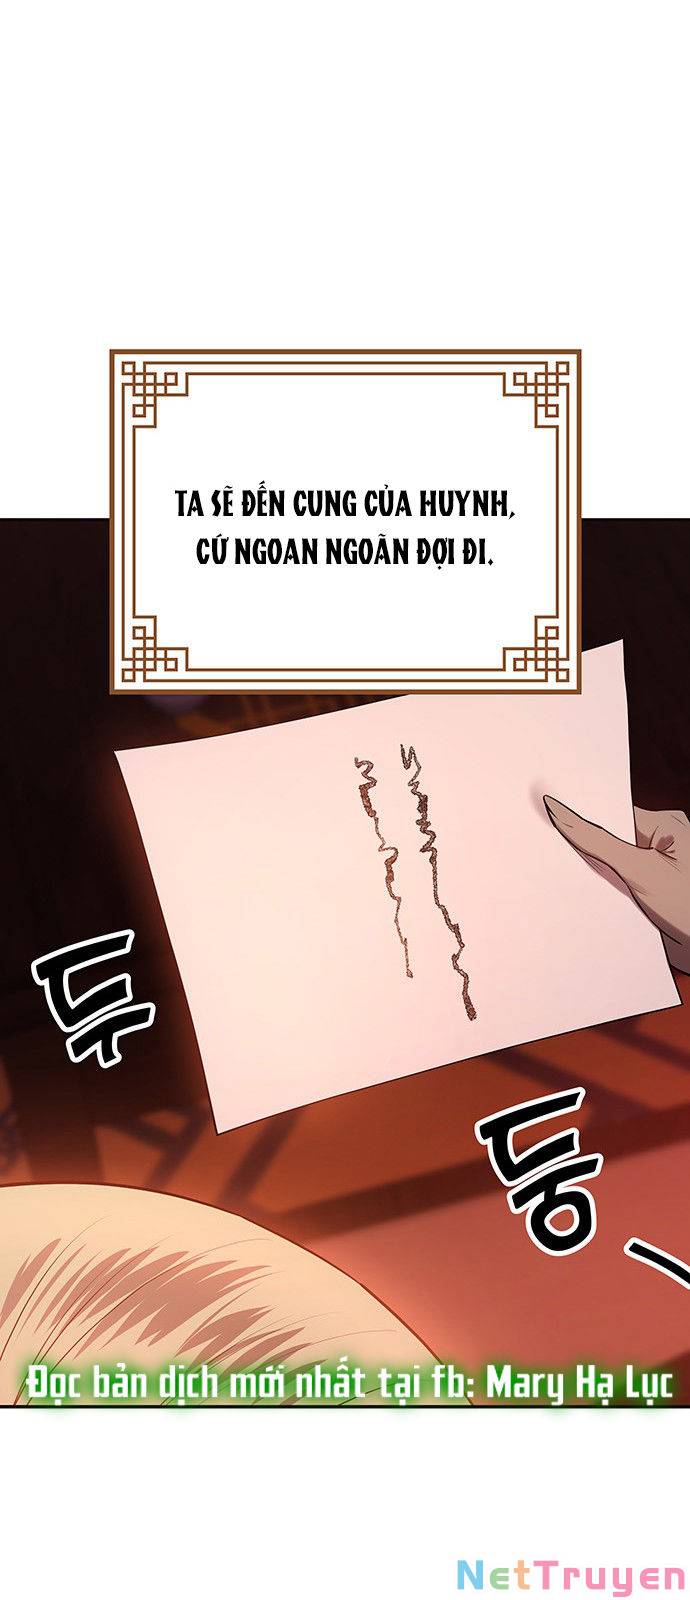 TA SẼ ĐẾN CUNG CỦA HUYNH,
CỨ NGOAN NGOÃN ĐỢI ĐI.
두
둥
Đọc bản dịch mới nhất tại fb: Mary Hạ Lục
NetTruyen